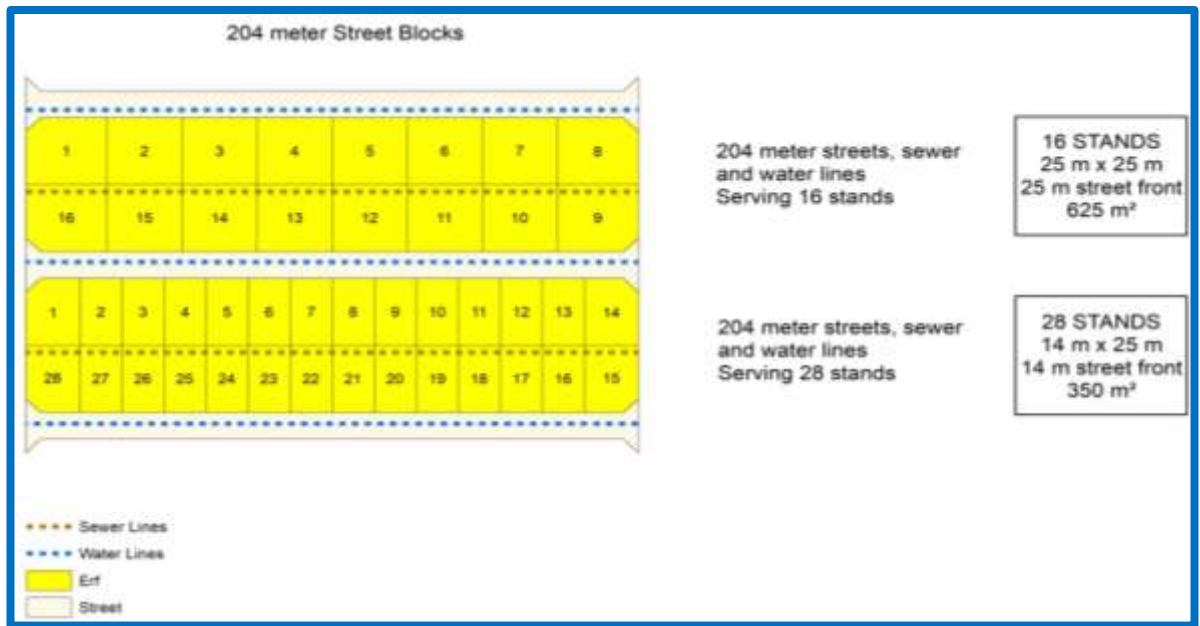 204 meter Street Blocks
1 2 3 4 5 6 7 8
16 15 14 13 12 11 10 9
204 meter streets, sewer
and water lines
Serving 16 stands
16 STANDS
25 m x 25 m
25 m street front
625 m²
1 2 3 4 5 6 7 8 9 10 11 12 13 14
28 27 26 25 24 23 22 21 20 19 18 17 16 15
204 meter streets, sewer
and water lines
Serving 28 stands
28 STANDS
14 m x 25 m
14 m street front
350 m²
Sewer Lines
Water Lines
Erf
Street